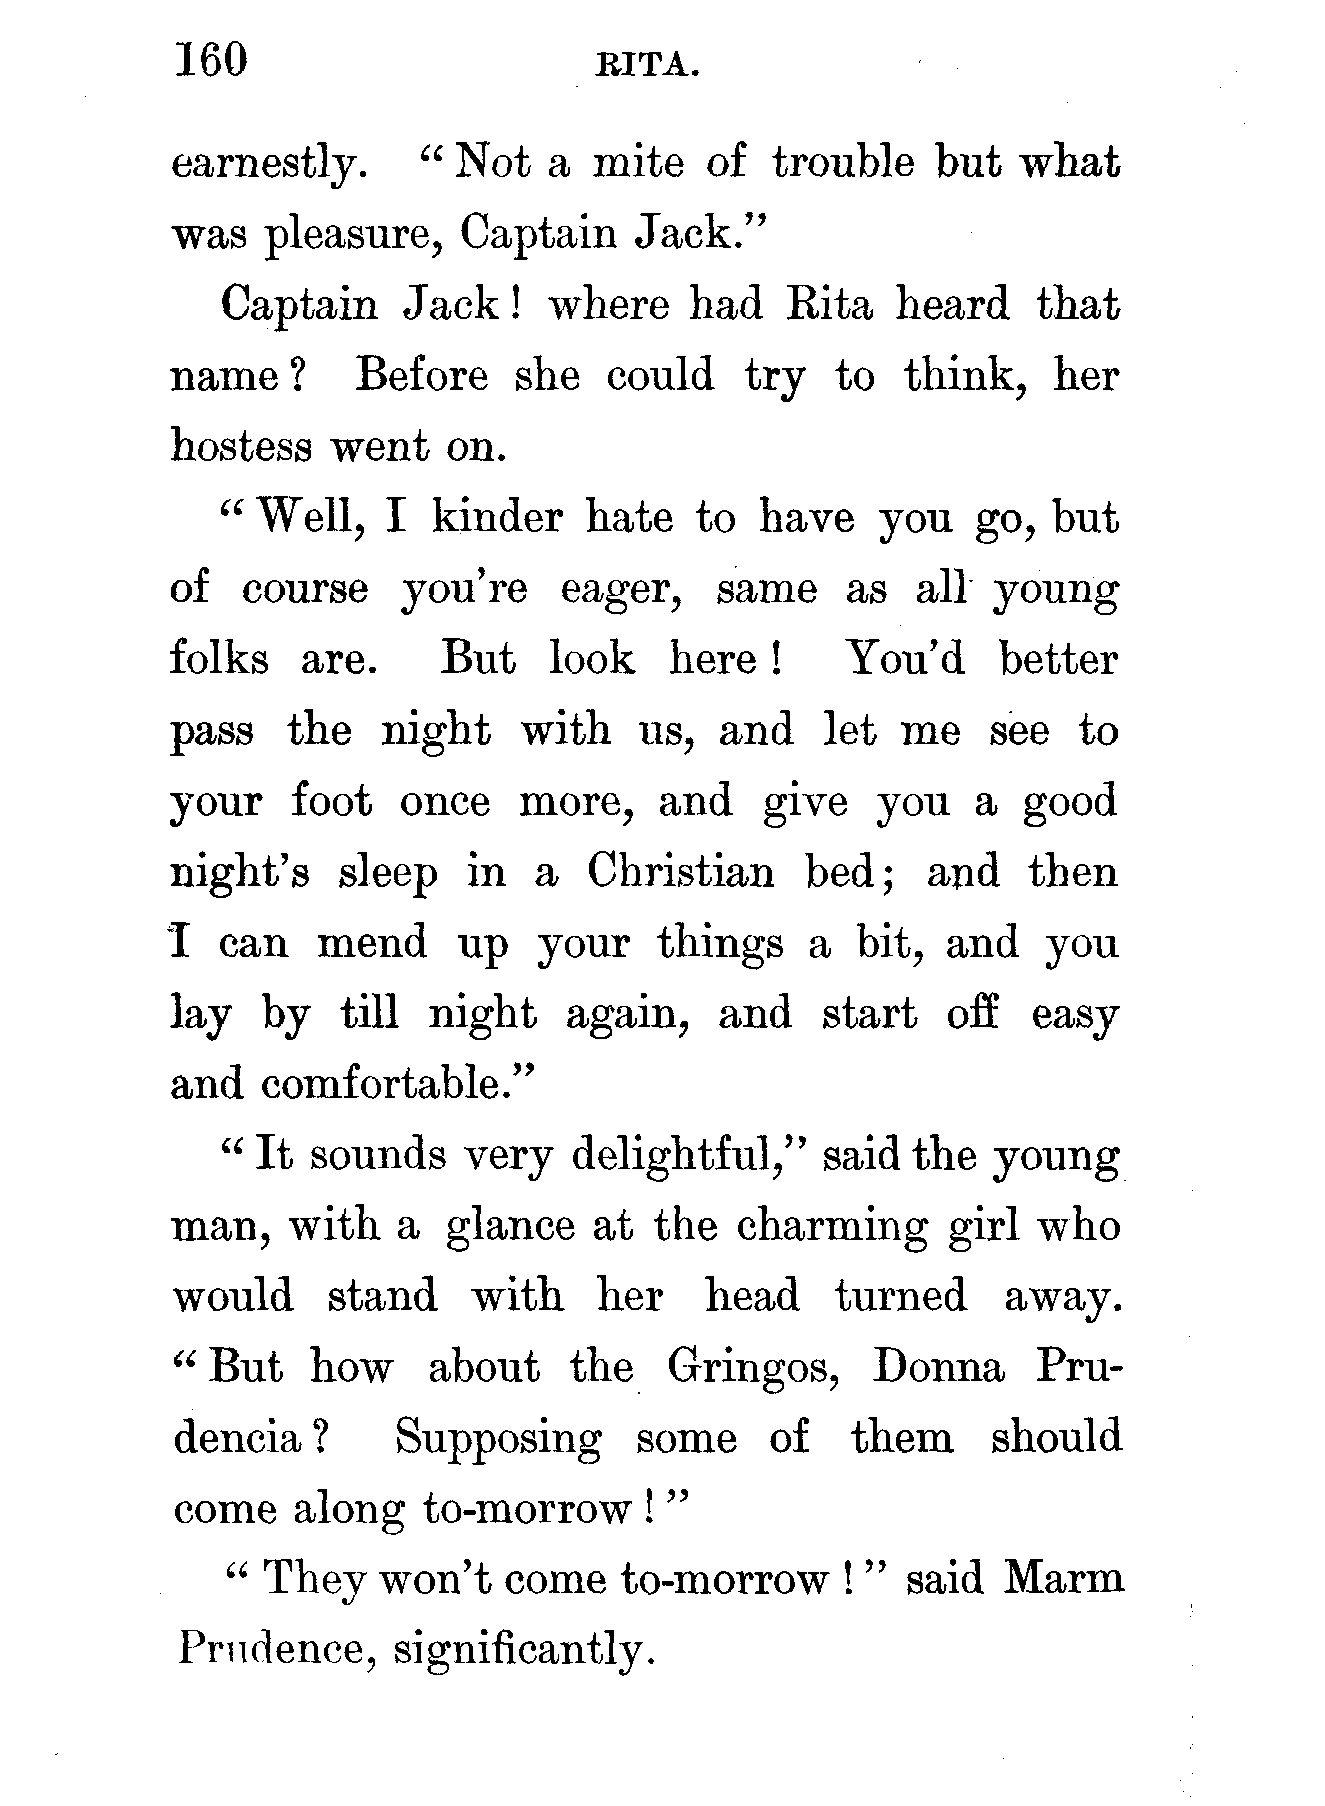 160 RITA.
earnestly. "Not a mite of trouble but what
was pleasure, Captain Jack."
Captain Jack! where had Rita heard that
name? Before she could try to think, her
hostess went on.
"Well, I kinder hate to have you go, but
of course you're eager, same as all young
folks are. But look here! You'd better
pass the night with us, and let me see to
your foot once more, and give you a good
night's sleep in a Christian bed; and then
I can mend up your things a bit, and you
lay by till night again, and start off easy
and comfortable."
"It sounds very delightful," said the young
man, with a glance at the charming girl who
would stand with her head turned away.
"But how about the Gringos, Donna Pru-
dencia? Supposing some of them should
come along to-morrow!"
"They won't come to-morrow!" said Marm
Prudence, significantly.